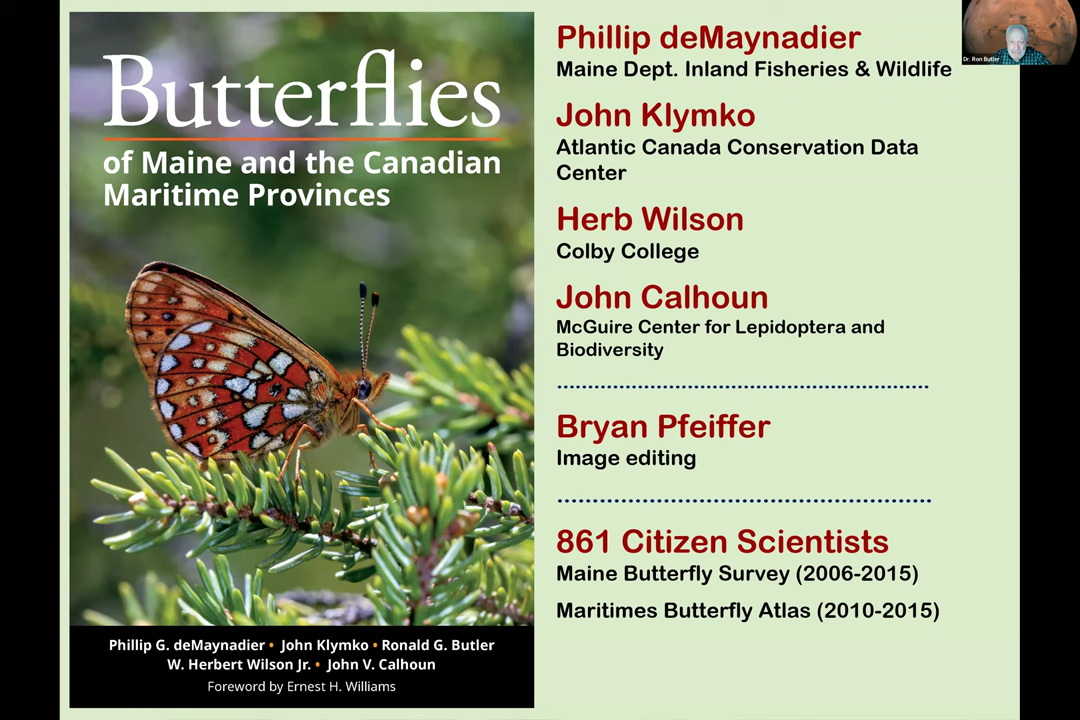 Butterflies
of Maine and the Canadian
Maritime Provinces
Phillip G. deMaynadier • John Klymko • Ronald G. Butler
W. Herbert Wilson Jr. • John V. Calhoun
Foreword by Ernest H. Williams
Phillip deMaynadier
Maine Dept. Inland Fisheries & Wildlife
John Klymko
Atlantic Canada Conservation Data
Center
Herb Wilson
Colby College
John Calhoun
McGuire Center for Lepidoptera and
Biodiversity
Bryan Pfeiffer
Image editing
861 Citizen Scientists
Maine Butterfly Survey (2006-2015)
Maritimes Butterfly Atlas (2010-2015)
Dr. Ron Butler